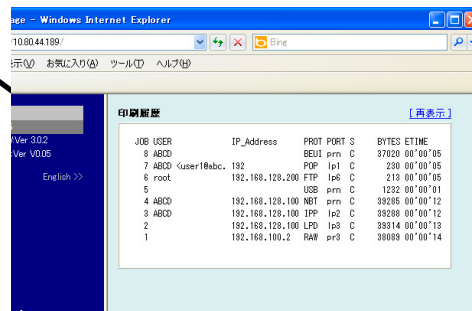 age - Windows Internet Explorer
/10.80.44.189/
Bing
示(V) お気に入り(A) ツール(T) ヘルプ(H)
Ver 3.0.2
Ver V0.05
English >>
印刷履歴 [再表示]
JOB USER IP_Address PROT PORT S BYTES ETIME
8 ABCD BEUI prn C 37020 00'00'05
7 ABCD <user1@abc. 192 POP lp1 C 230 00'00'05
6 root 192.168.128.200 FTP lp6 C 213 00'00'05
5 USB prn C 1232 00'00'01
4 ABCD 192.168.128.100 NBT prn C 39285 00'00'12
3 ABCD 192.168.128.100 IPP lp2 C 39288 00'00'12
2 192.168.128.100 LPD lp3 C 39314 00'00'13
1 192.168.100.2 RAW pr3 C 38089 00'00'14